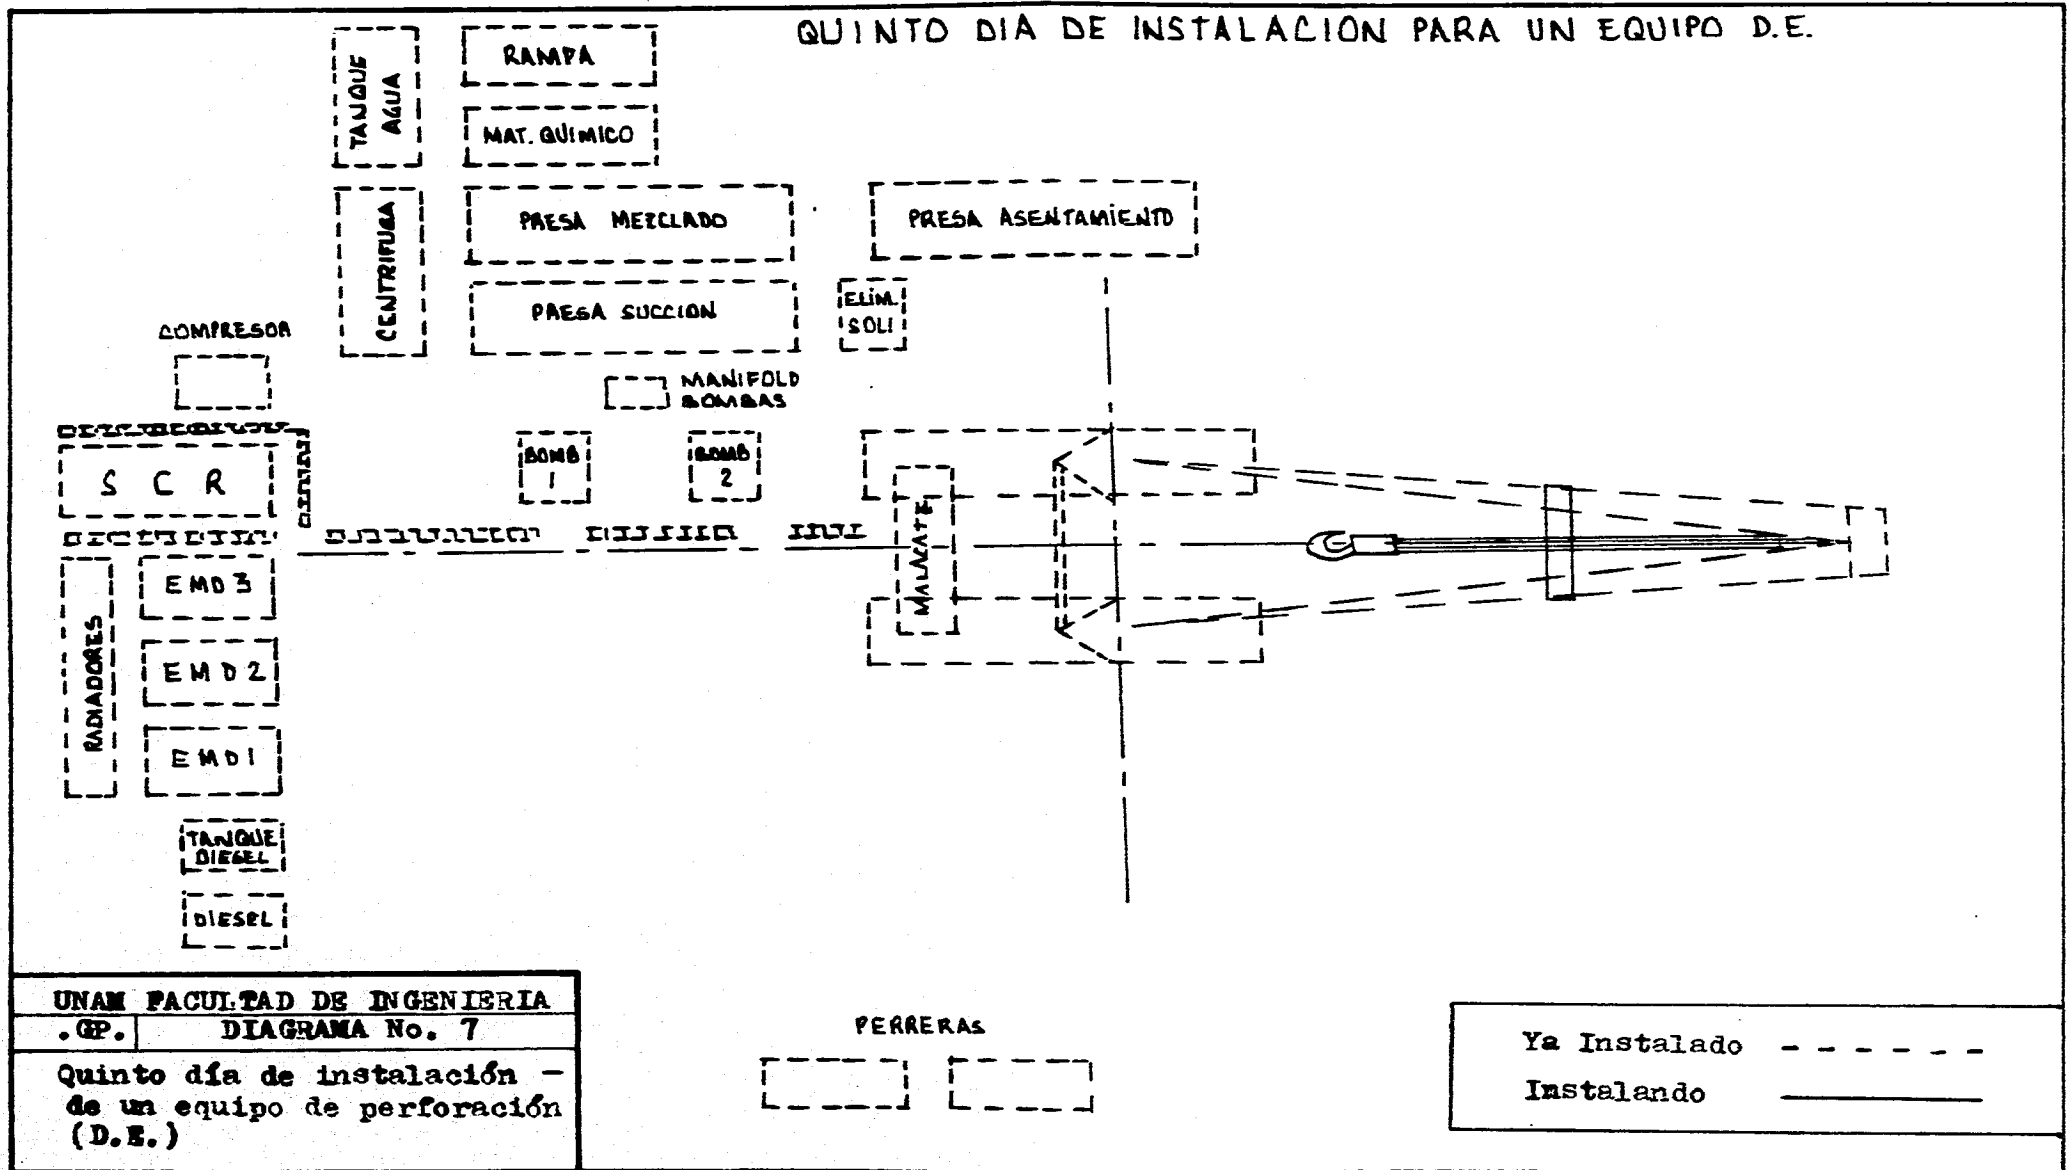 QUINTO DIA DE INSTALACION PARA UN EQUIPO D.E.
TANQUE
AGUA
RAMPA
MAT. QUIMICO
CENTRIFUGA
PRESA MEZCLADO
PRESA ASENTAMIENTO
PRESA SUCCION
ELIM.
SOLI
COMPRESOR
MANIFOLD
BOMBAS
S C R
BOMB
1
BOMB
2
MALACATE
RADIADORES
EMD 3
EMD 2
EMD 1
TANQUE
DIESEL
DIESEL
UNAM FACULTAD DE INGENIERIA
.GP. DIAGRAMA No. 7
Quinto día de instalación -
de un equipo de perforación
(D.E.)
PERRERAS
Ya Instalado
Instalando